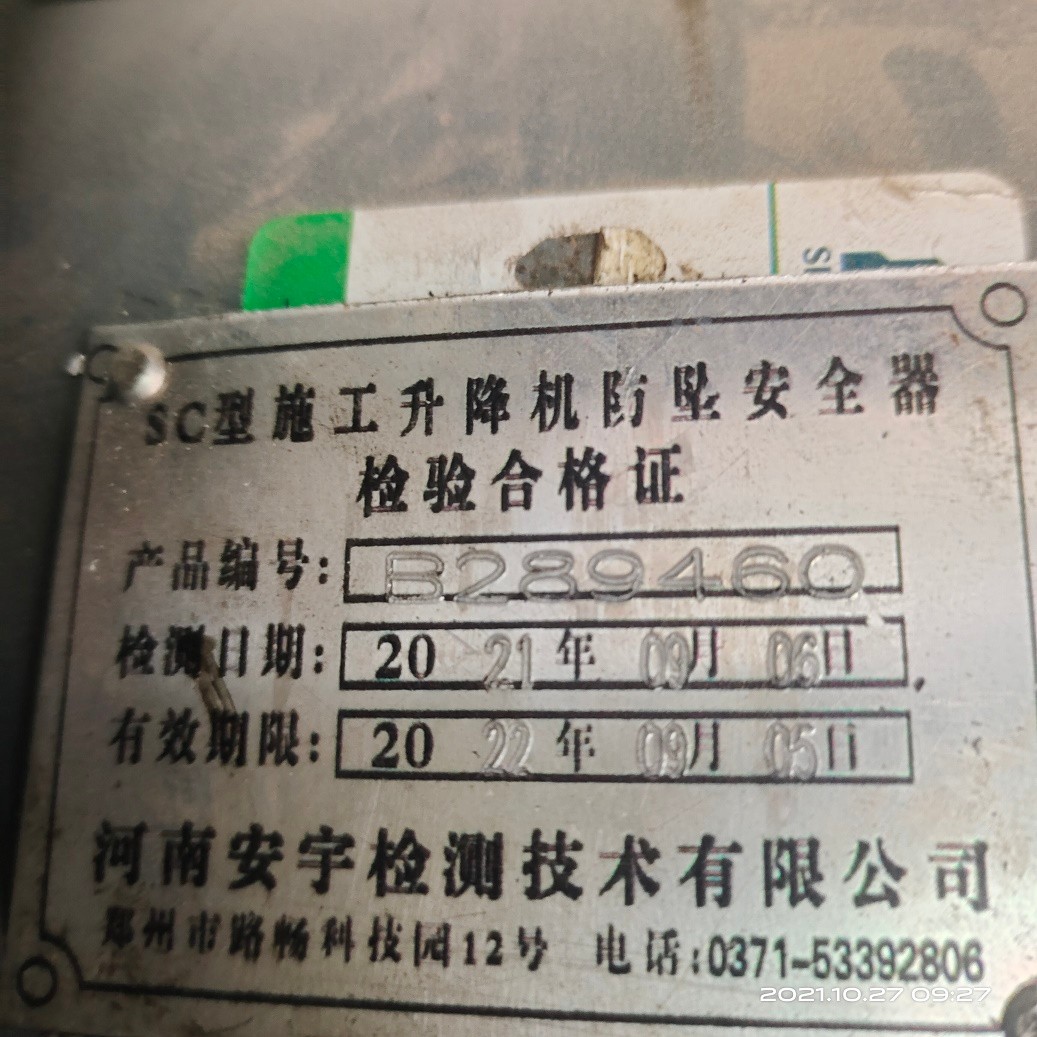 SIN
SC型施工升降机防坠安全器
检验合格证
产品编号: B289460
检测日期: 2021年09月06日
有效期限: 2022年09月05日
河南安宇检测技术有限公司
郑州市路畅科技园12号 电话:0371-53392806
2021.10.27 09:27